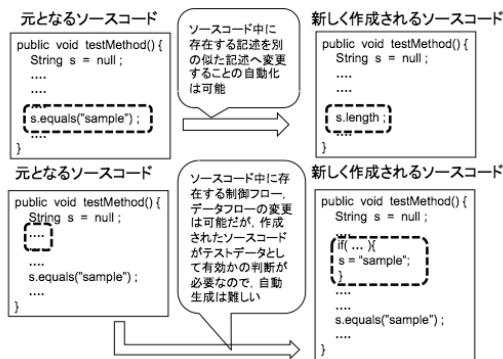 元となるソースコード
public void testMethod() {
String s = null ;
....
....
....
s.equals("sample") ;
....
}
ソースコード中に
存在する記述を別
の似た記述へ変更
することの自動化
は可能
新しく作成されるソースコード
public void testMethod() {
String s = null ;
....
....
....
s.length ;
....
}
元となるソースコード
public void testMethod() {
String s = null ;
....
....
....
s.equals("sample") ;
....
}
ソースコード中に存
在する制御フロー,
データフローの変更
は可能だが, 作成
されたソースコード
がテストデータとし
て有効かの判断が
必要なので, 自動
生成は難しい
新しく作成されるソースコード
public void testMethod() {
String s = null ;
....
if( ... ){
s = "sample";
}
....
....
s.equals("sample") ;
....
}